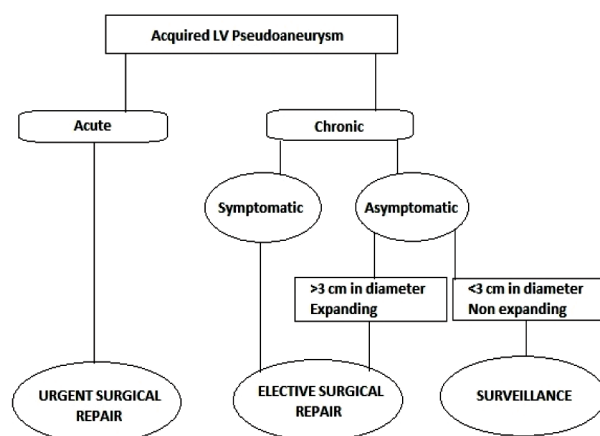 Acquired LV Pseudoaneurysm
Acute
Chronic
Symptomatic
Asymptomatic
>3 cm in diameter
Expanding
<3 cm in diameter
Non expanding
URGENT SURGICAL
REPAIR
ELECTIVE SURGICAL
REPAIR
SURVEILLANCE